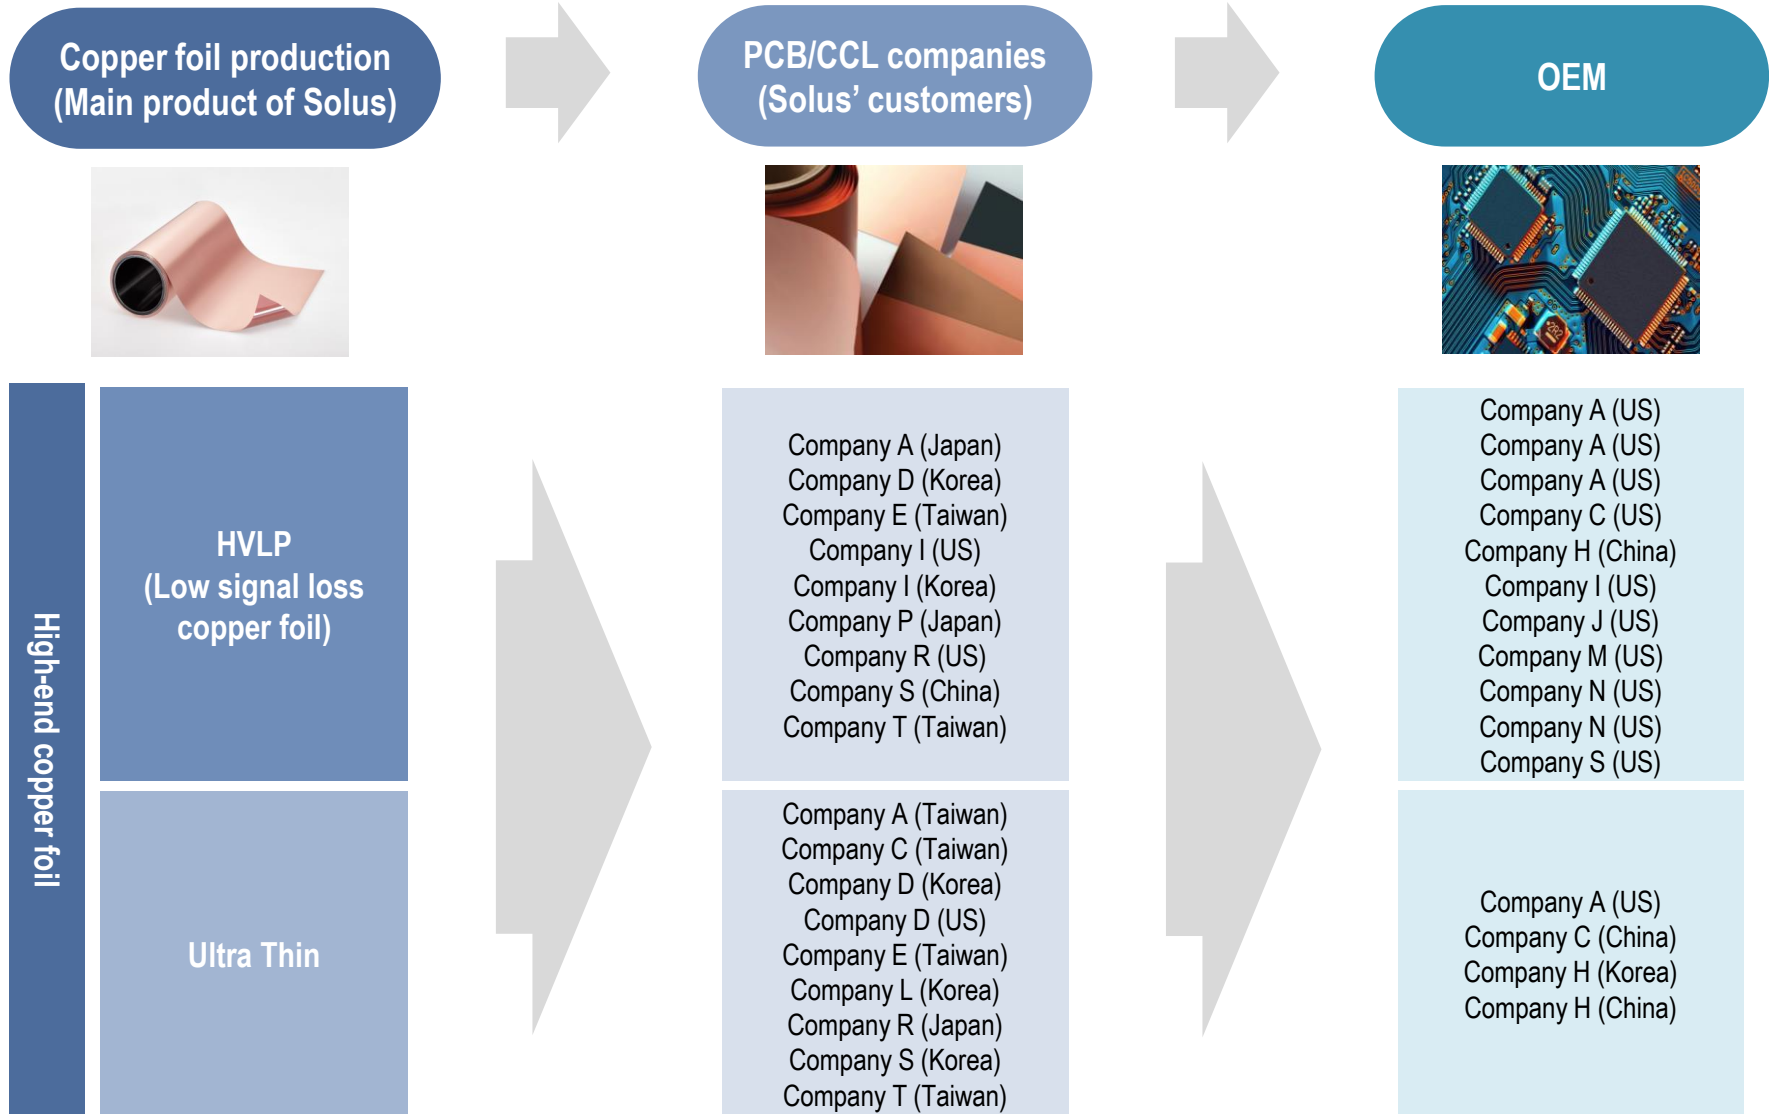 Copper foil production
(Main product of Solus)
PCB/CCL companies
(Solus’ customers)
OEM
2R2
High-end copper foil
HVLP
(Low signal loss
copper foil)
Company A (Japan)
Company D (Korea)
Company E (Taiwan)
Company I (US)
Company I (Korea)
Company P (Japan)
Company R (US)
Company S (China)
Company T (Taiwan)
Company A (US)
Company A (US)
Company A (US)
Company C (US)
Company H (China)
Company I (US)
Company J (US)
Company M (US)
Company N (US)
Company N (US)
Company S (US)
Ultra Thin
Company A (Taiwan)
Company C (Taiwan)
Company D (Korea)
Company D (US)
Company E (Taiwan)
Company L (Korea)
Company R (Japan)
Company S (Korea)
Company T (Taiwan)
Company A (US)
Company C (China)
Company H (Korea)
Company H (China)